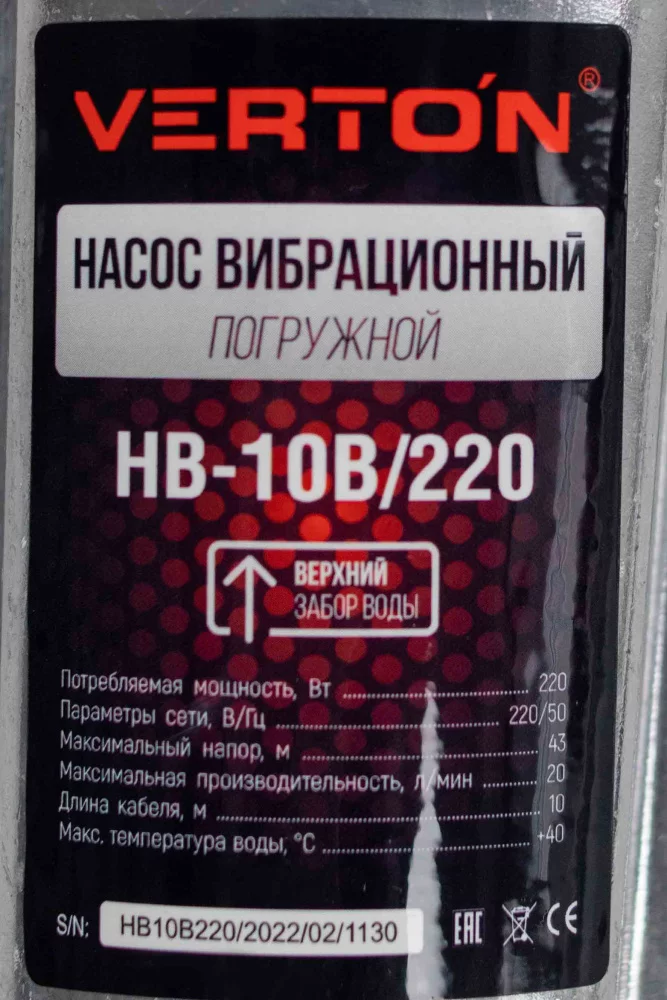 VERTO'N®
НАСОС ВИБРАЦИОННЫЙ
ПОГРУЖНОЙ
НВ-10В/220
ВЕРХНИЙ
ЗАБОР ВОДЫ
Потребляемая мощность, Вт ........................ 220
Параметры сети, В/Гц ........................ 220/50
Максимальный напор, м ........................ 43
Максимальная производительность, л/мин ............ 20
Длина кабеля, м ........................ 10
Макс. температура воды, °С ........................ +40
S/N: НВ10В220/2022/02/1130 EAC CE